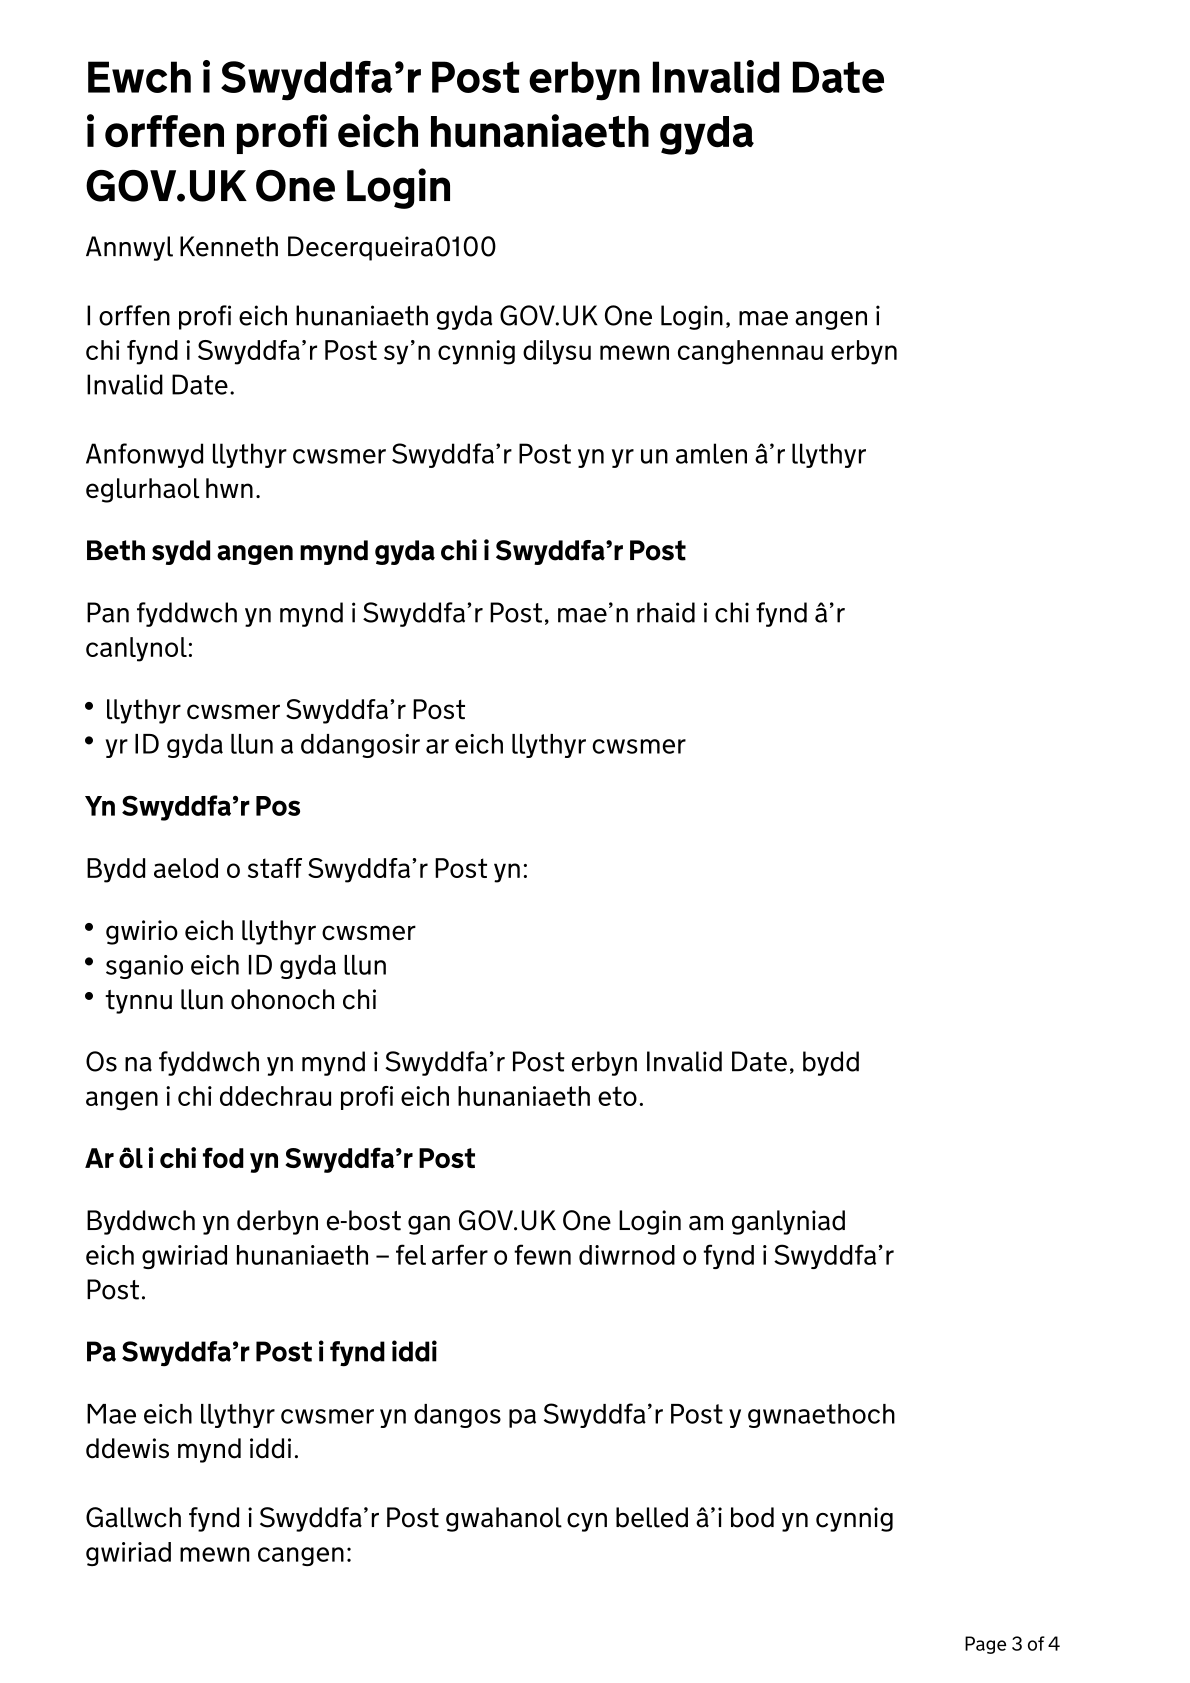 Ewch i Swyddfa’r Post erbyn Invalid Date
i orffen profi eich hunaniaeth gyda
GOV.UK One Login
Annwyl Kenneth Decerqueira0100
I orffen profi eich hunaniaeth gyda GOV.UK One Login, mae angen i
chi fynd i Swyddfa’r Post sy’n cynnig dilysu mewn canghennau erbyn
Invalid Date.
Anfonwyd llythyr cwsmer Swyddfa’r Post yn yr un amlen â’r llythyr
eglurhaol hwn.
Beth sydd angen mynd gyda chi i Swyddfa’r Post
Pan fyddwch yn mynd i Swyddfa’r Post, mae’n rhaid i chi fynd â’r
canlynol:
• llythyr cwsmer Swyddfa’r Post
• yr ID gyda llun a ddangosir ar eich llythyr cwsmer
Yn Swyddfa’r Pos
Bydd aelod o staff Swyddfa’r Post yn:
• gwirio eich llythyr cwsmer
• sganio eich ID gyda llun
• tynnu llun ohonoch chi
Os na fyddwch yn mynd i Swyddfa’r Post erbyn Invalid Date, bydd
angen i chi ddechrau profi eich hunaniaeth eto.
Ar ôl i chi fod yn Swyddfa’r Post
Byddwch yn derbyn e-bost gan GOV.UK One Login am ganlyniad
eich gwiriad hunaniaeth – fel arfer o fewn diwrnod o fynd i Swyddfa’r
Post.
Pa Swyddfa’r Post i fynd iddi
Mae eich llythyr cwsmer yn dangos pa Swyddfa’r Post y gwnaethoch
ddewis mynd iddi.
Gallwch fynd i Swyddfa’r Post gwahanol cyn belled â’i bod yn cynnig
gwiriad mewn cangen:
Page 3 of 4